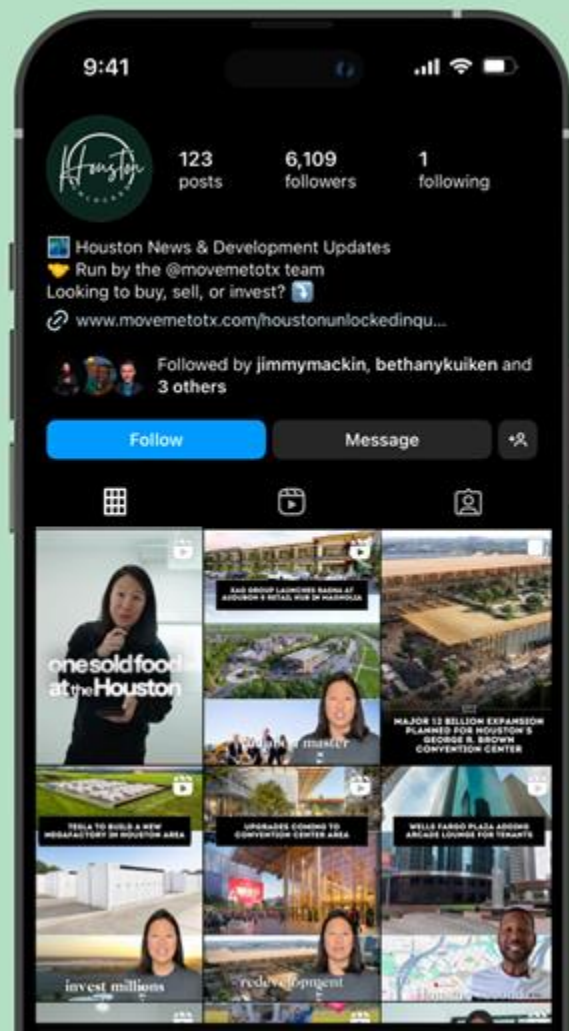 9:41
Houston
UNLOCKED
123
posts
6,109
followers
1
following
Houston News & Development Updates
Run by the @movemetotx team
Looking to buy, sell, or invest?
www.movemetotx.com/houstonunlockedinqu...
Followed by jimmymackin, bethanykuiken and
3 others
Follow
Message
one sold food
at the Houston
LAUNCHES
AUDUBON & RETAIL HUB IN MAGNOLIA
master
MAJOR $2 BILLION EXPANSION
PLANNED FOR HOUSTON'S
GEORGE R. BROWN
CONVENTION CENTER
TESLA TO BUILD A NEW
MEGAFACTORY IN HOUSTON AREA
invest millions
UPGRADES COMING TO
CONVENTION CENTER AREA
redevelopment
WELLS FARGO PLAZA ADDING
ARCADE LOUNGE FOR TENANTS